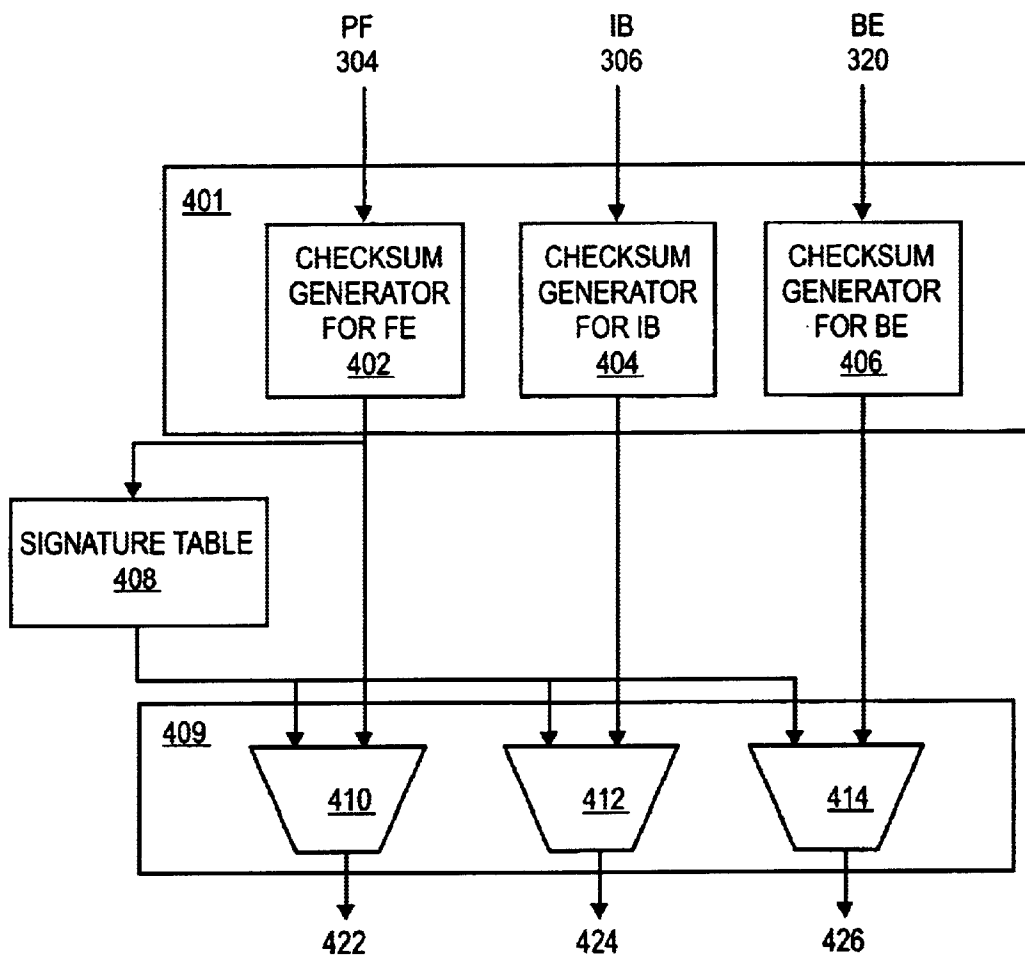 PF
304
IB
306
BE
320
401
CHECKSUM
GENERATOR
FOR FE
402
CHECKSUM
GENERATOR
FOR IB
404
CHECKSUM
GENERATOR
FOR BE
406
SIGNATURE TABLE
408
409
410
412
414
422
424
426